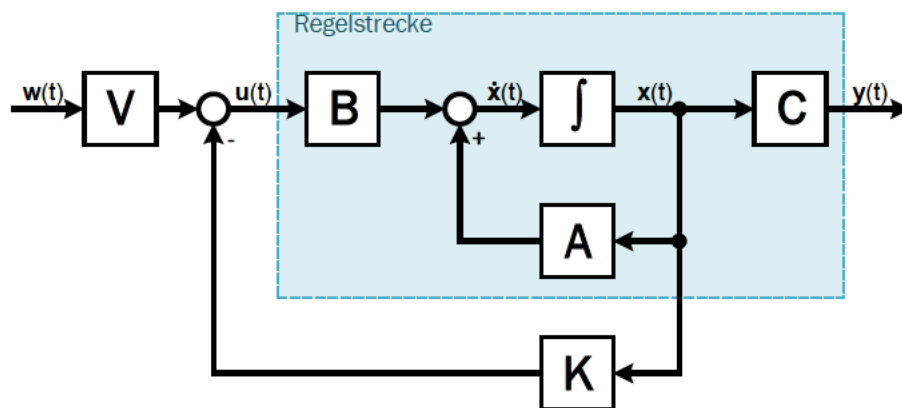 Regelstrecke
w(t) V u(t) B ẋ(t) ∫ x(t) C y(t)
- +
A
K